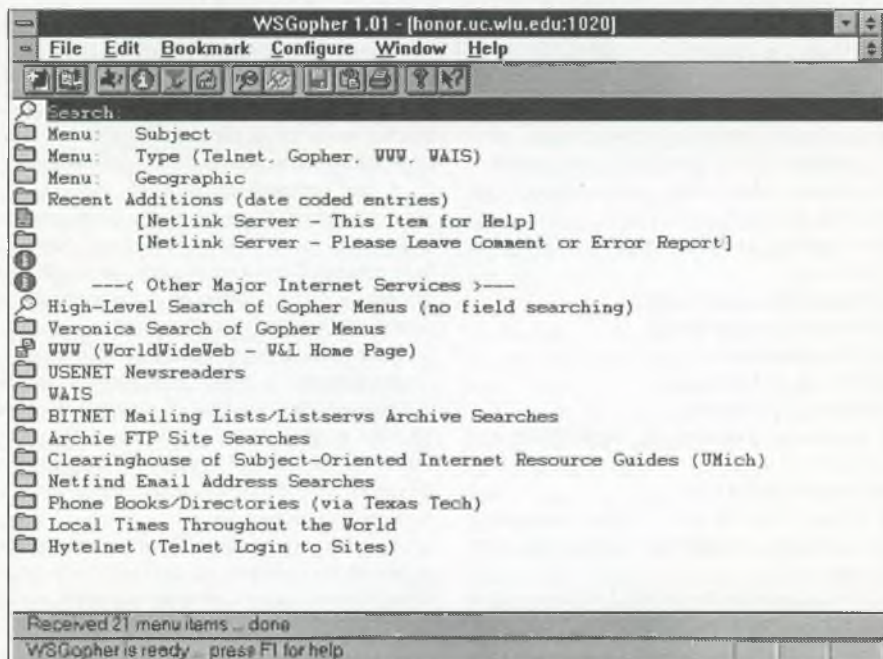 WSGopher 1.01 - [honor.uc.wlu.edu:1020]
File Edit Bookmark Configure Window Help
Search:
Menu: Subject
Menu: Type (Telnet, Gopher, WWW, WAIS)
Menu: Geographic
Recent Additions (date coded entries)
[Netlink Server - This Item for Help]
[Netlink Server - Please Leave Comment or Error Report]
---< Other Major Internet Services >---
High-Level Search of Gopher Menus (no field searching)
Veronica Search of Gopher Menus
WWW (WorldWideWeb - W&L Home Page)
USENET Newsreaders
WAIS
BITNET Mailing Lists/Listservs Archive Searches
Archie FTP Site Searches
Clearinghouse of Subject-Oriented Internet Resource Guides (UMich)
Netfind Email Address Searches
Phone Books/Directories (via Texas Tech)
Local Times Throughout the World
Hytelnet (Telnet Login to Sites)
Received 21 menu items ... done
WSGopher is ready ... press F1 for help